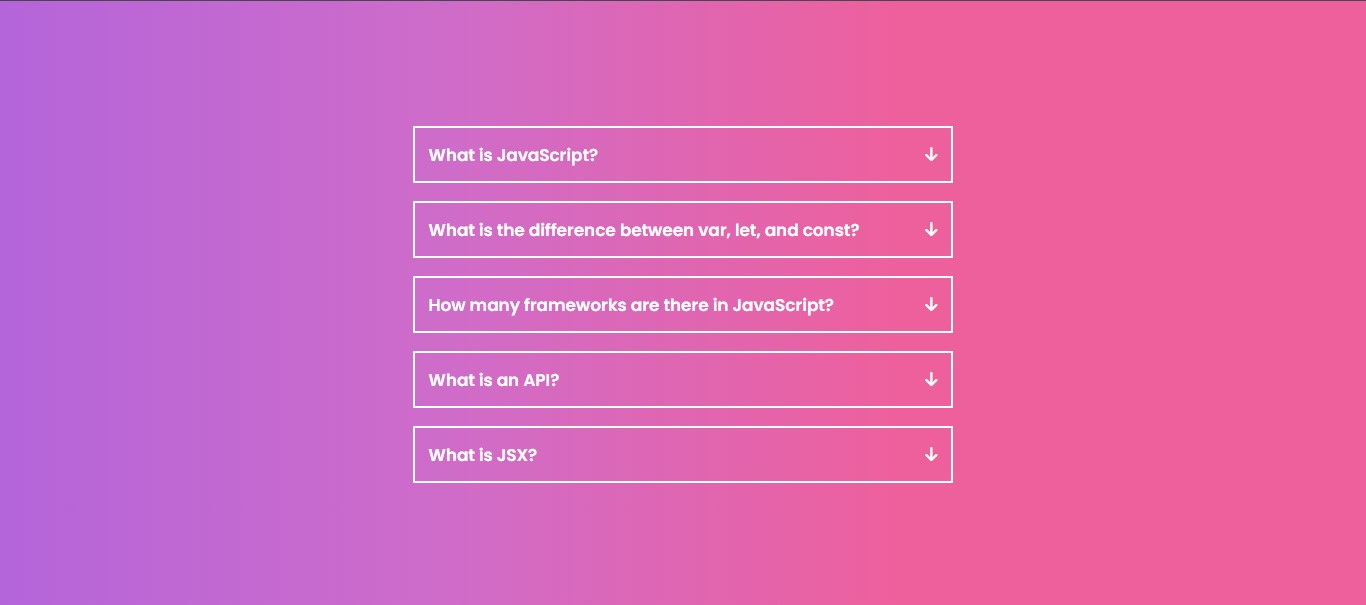 What is JavaScript?
What is the difference between var, let, and const?
How many frameworks are there in JavaScript?
What is an API?
What is JSX?